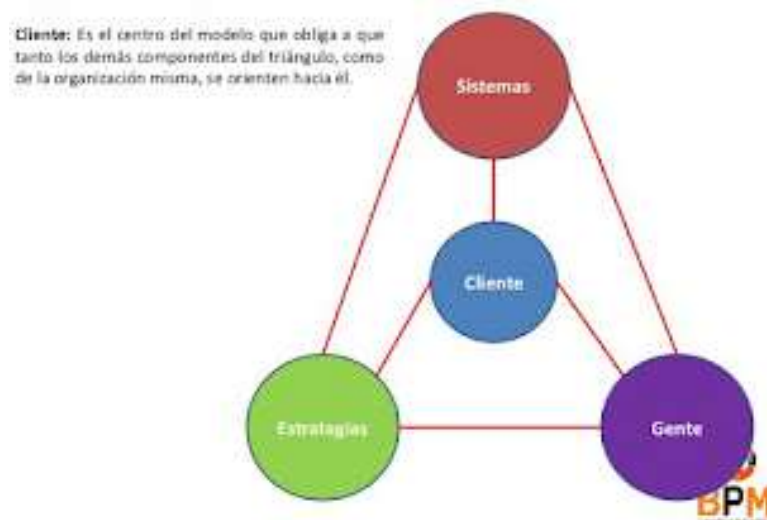 Cliente: Es el centro del modelo que obliga a que
tanto los demás componentes del triángulo, como
de la organización misma, se orienten hacia él.
Sistemas
Cliente
Estrategias
Gente
BPM